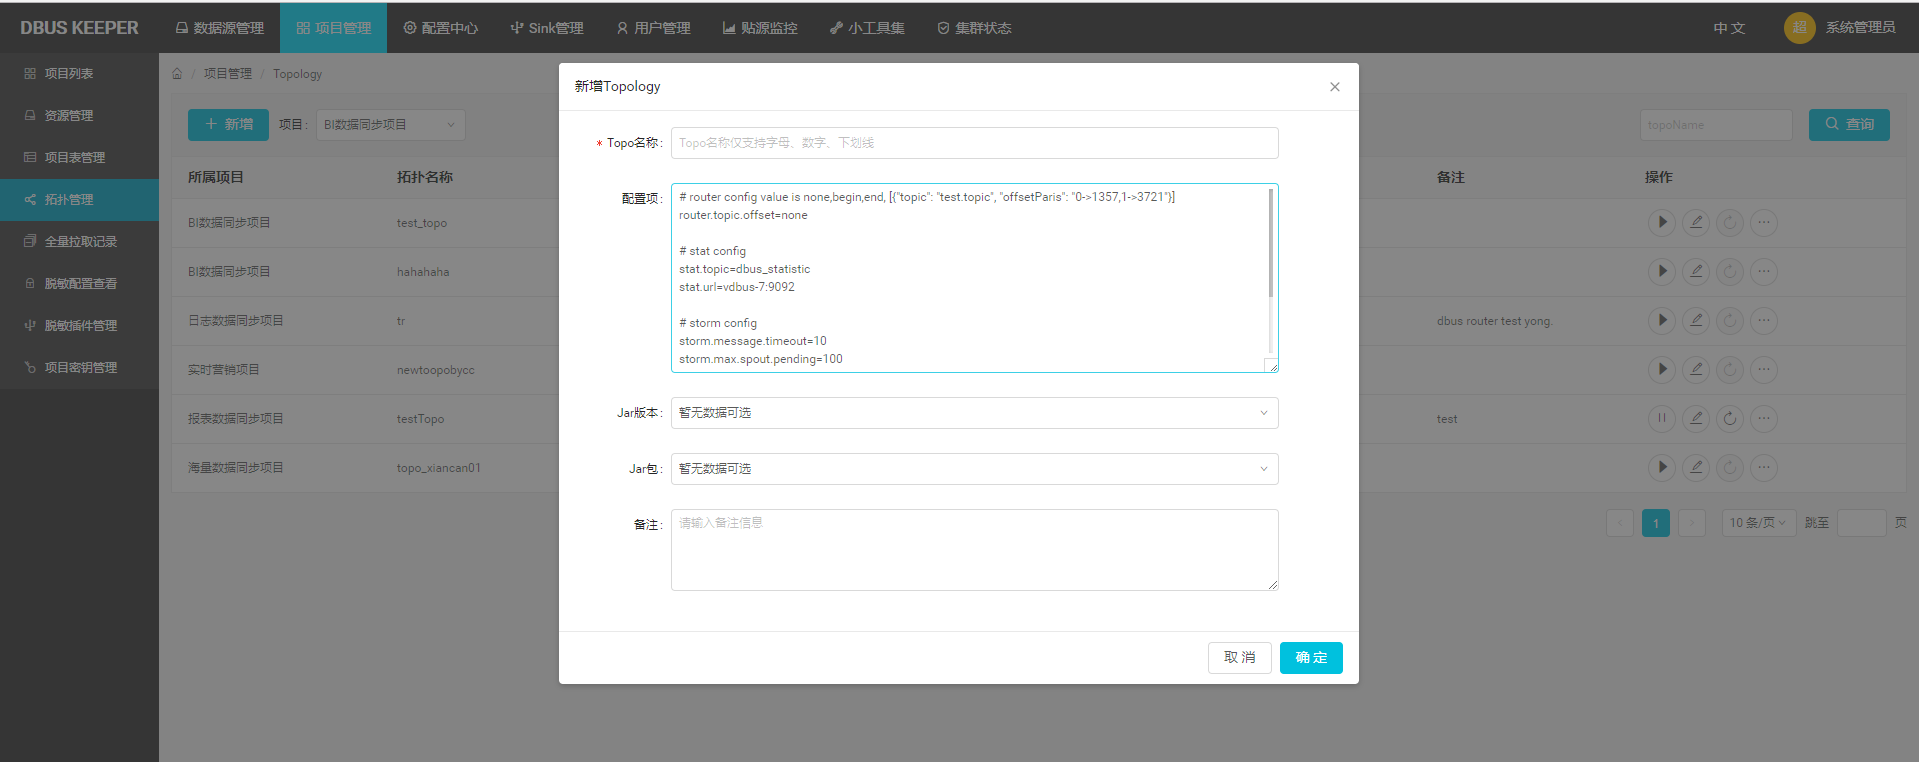 DBUS KEEPER 数据源管理 项目管理 配置中心 Sink管理 用户管理 贴源监控 小工具集 集群状态 中文 超 系统管理员
项目列表
资源管理
项目表管理
拓扑管理
全量拉取记录
脱敏配置查看
脱敏插件管理
项目密钥管理
项目管理 / Topology
新增 项目: BI数据同步项目 topoName 查询
所属项目 拓扑名称 备注 操作
BI数据同步项目 test_topo
BI数据同步项目 hahahaha
日志数据同步项目 tr dbus router test yong.
实时营销项目 newtoopobycc
报表数据同步项目 testTopo test
海量数据同步项目 topo_xiancan01
1 10 条/页 跳至 页
新增Topology
* Topo名称: Topo名称仅支持字母、数字、下划线
配置项: # router config value is none,begin,end, [{"topic": "test.topic", "offsetParis": "0->1357,1->3721"}]
router.topic.offset=none
# stat config
stat.topic=dbus_statistic
stat.url=vdbus-7:9092
# storm config
storm.message.timeout=10
storm.max.spout.pending=100
Jar版本: 暂无数据可选
Jar包: 暂无数据可选
备注: 请输入备注信息
取消 确定